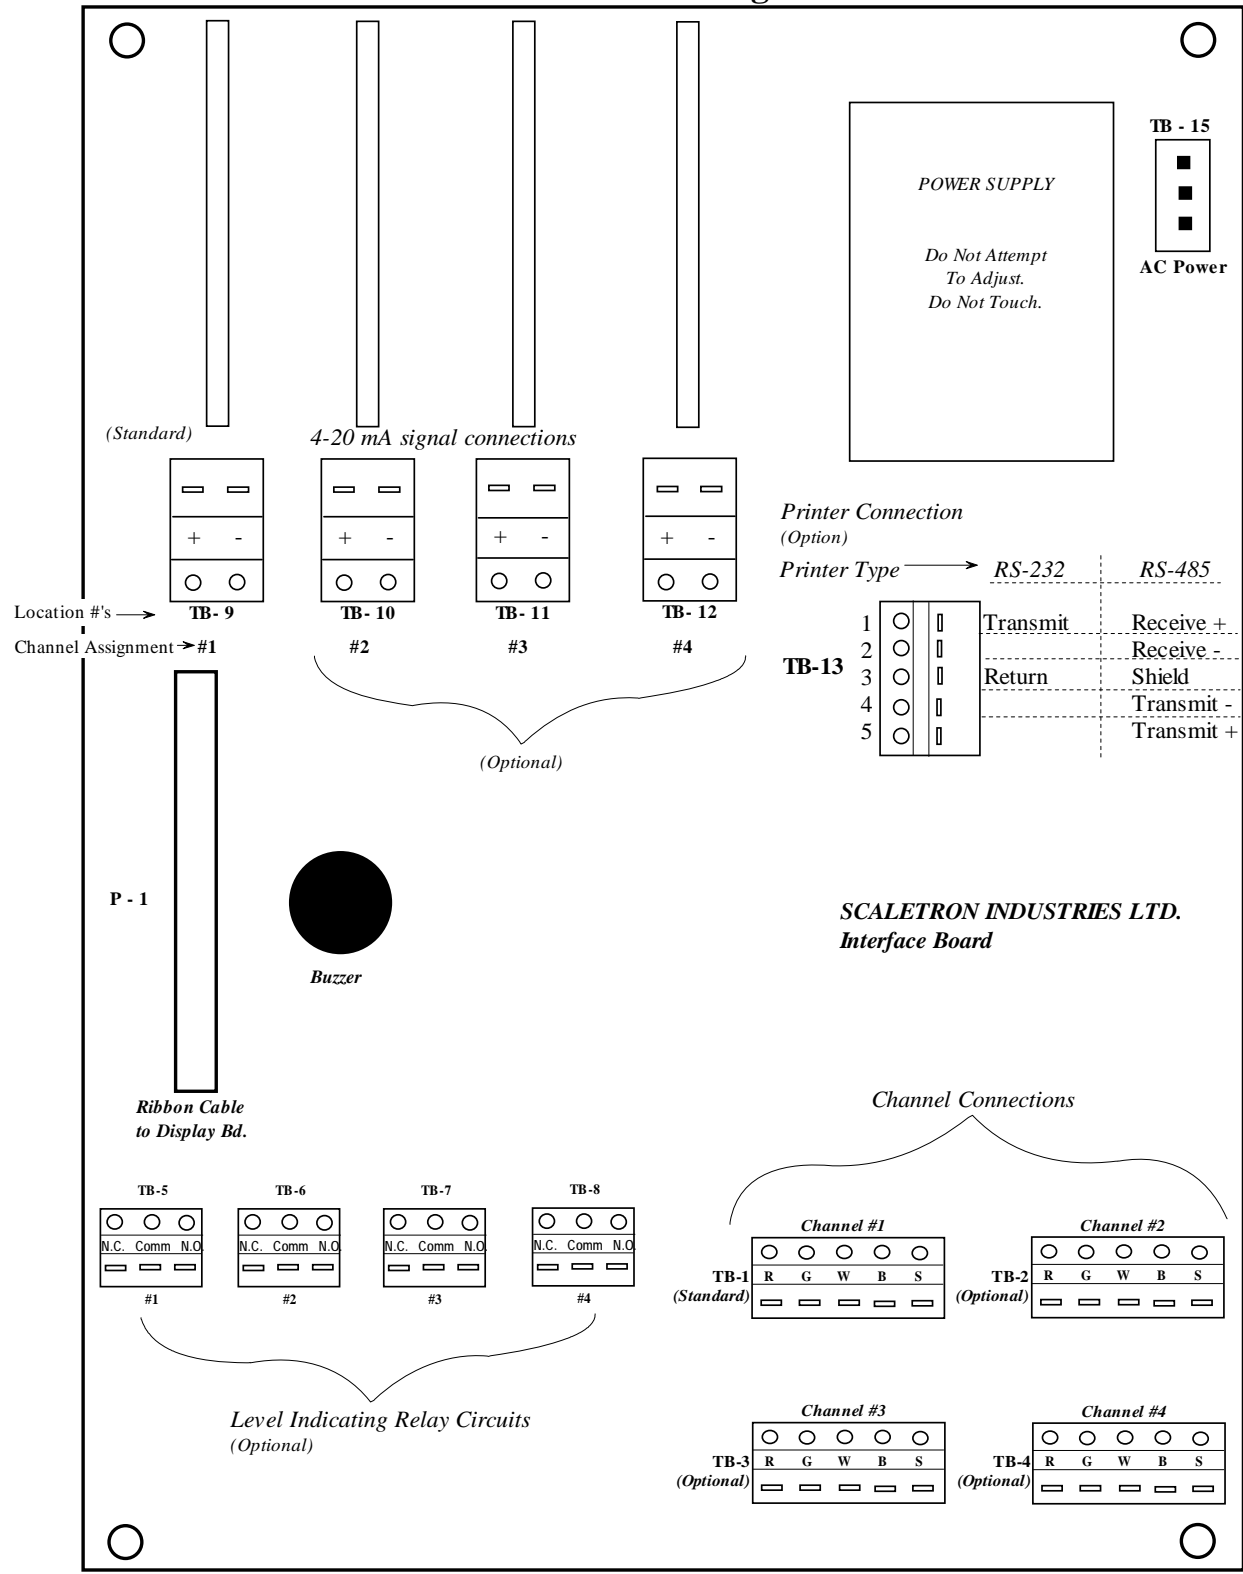 TB - 15
POWER SUPPLY
Do Not Attempt
To Adjust.
Do Not Touch.
AC Power
(Standard)
4-20 mA signal connections
+ -
+ -
+ -
+ -
Location #'s
TB- 9
TB- 10
TB- 11
TB- 12
Channel Assignment
#1
#2
#3
#4
(Optional)
Printer Connection
(Option)
Printer Type
RS-232
RS-485
TB-13
1 Transmit Receive +
2 Receive -
3 Return Shield
4 Transmit -
5 Transmit +
P - 1
Buzzer
SCALETRON INDUSTRIES LTD.
Interface Board
Ribbon Cable
to Display Bd.
TB-5
TB-6
TB-7
TB-8
N.C. Comm N.O.
N.C. Comm N.O.
N.C. Comm N.O.
N.C. Comm N.O.
#1
#2
#3
#4
Level Indicating Relay Circuits
(Optional)
Channel Connections
Channel #1
TB-1
(Standard)
R G W B S
Channel #2
TB-2
(Optional)
R G W B S
Channel #3
TB-3
(Optional)
R G W B S
Channel #4
TB-4
(Optional)
R G W B S